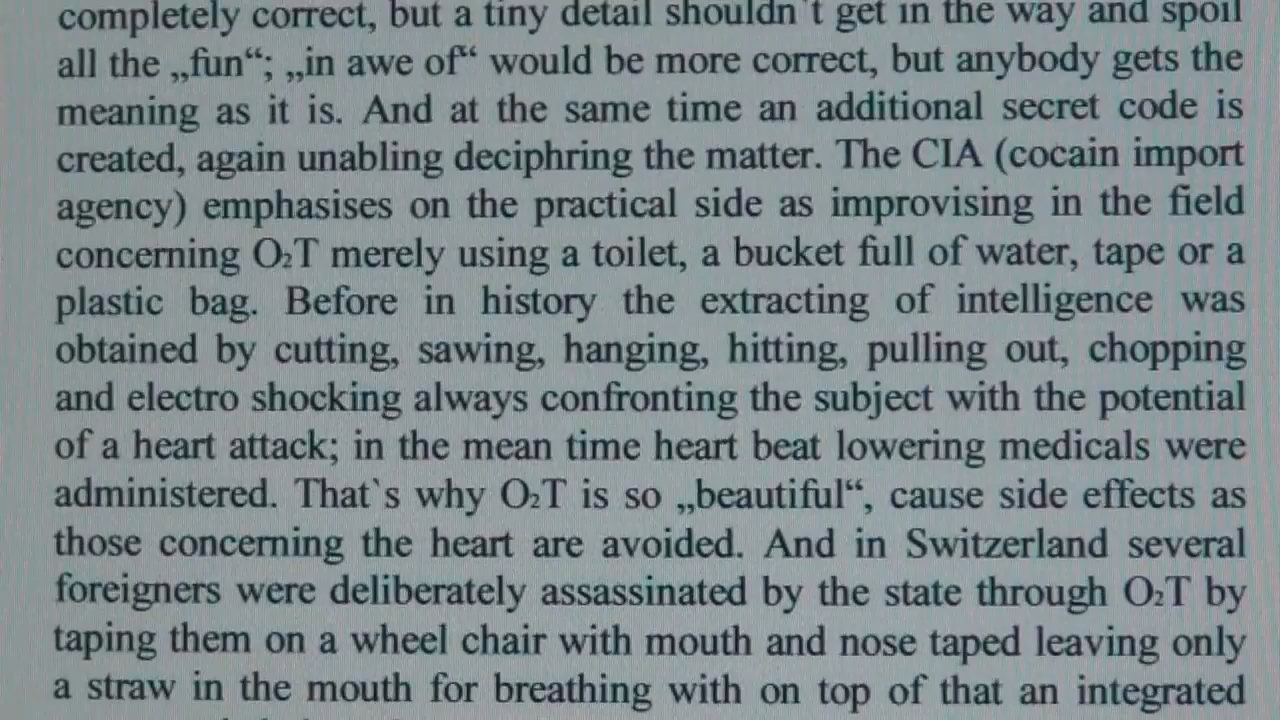 completely correct, but a tiny detail shouldn`t get in the way and spoil
all the „fun“; „in awe of“ would be more correct, but anybody gets the
meaning as it is. And at the same time an additional secret code is
created, again unabling deciphring the matter. The CIA (cocain import
agency) emphasises on the practical side as improvising in the field
concerning O₂T merely using a toilet, a bucket full of water, tape or a
plastic bag. Before in history the extracting of intelligence was
obtained by cutting, sawing, hanging, hitting, pulling out, chopping
and electro shocking always confronting the subject with the potential
of a heart attack; in the mean time heart beat lowering medicals were
administered. That`s why O₂T is so „beautiful“, cause side effects as
those concerning the heart are avoided. And in Switzerland several
foreigners were deliberately assassinated by the state through O₂T by
taping them on a wheel chair with mouth and nose taped leaving only
a straw in the mouth for breathing with on top of that an integrated